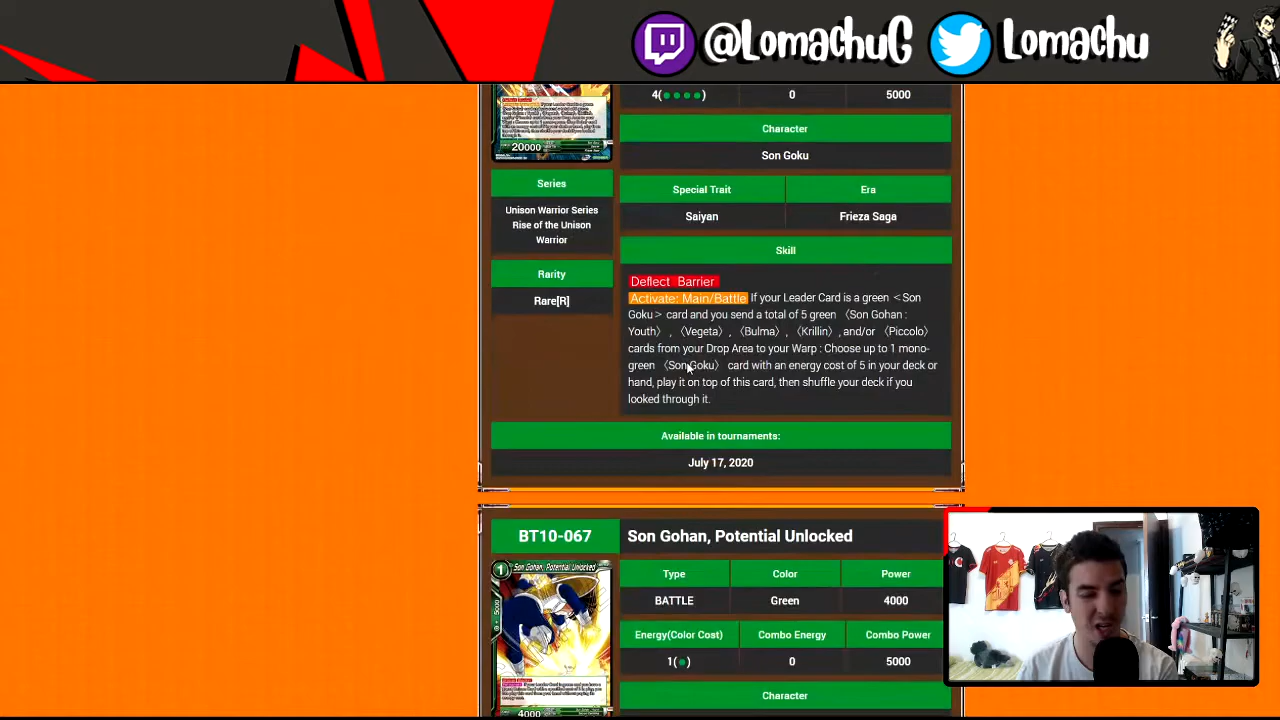 @LomachuG Lomachu
4(●●●●) 0 5000
Character
20000
Son Goku
Series
Special Trait Era
Unison Warrior Series
Rise of the Unison
Warrior
Saiyan Frieza Saga
Skill
Rarity
Rare[R]
Deflect Barrier
Activate: Main/Battle If your Leader Card is a green <Son
Goku> card and you send a total of 5 green 〈Son Gohan :
Youth〉, 〈Vegeta〉, 〈Bulma〉, 〈Krillin〉, and/or 〈Piccolo〉
cards from your Drop Area to your Warp : Choose up to 1 mono-
green 〈Son Goku〉 card with an energy cost of 5 in your deck or
hand, play it on top of this card, then shuffle your deck if you
looked through it.
Available in tournaments:
July 17, 2020
BT10-067 Son Gohan, Potential Unlocked
1 Son Gohan, Potential Unlocked
Type Color Power
BATTLE Green 4000
Energy(Color Cost) Combo Energy Combo Power
1(●) 0 5000
Character
4000